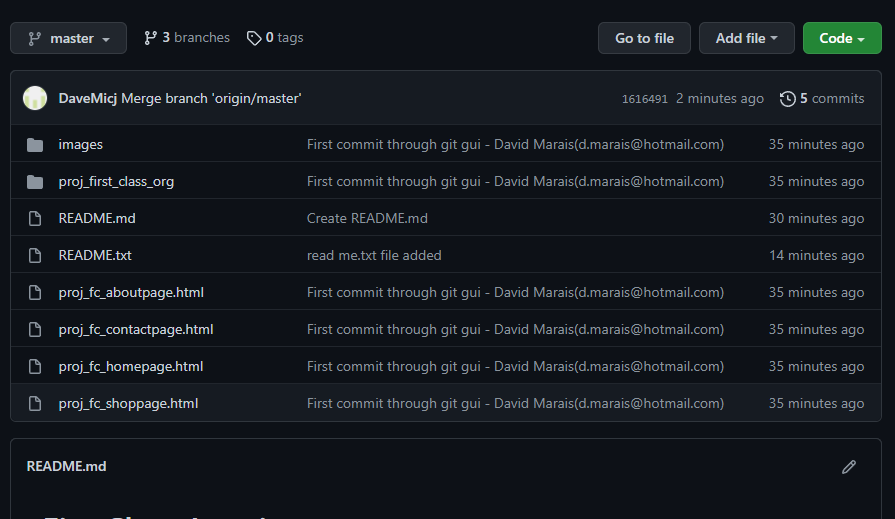 master 3 branches 0 tags Go to file Add file Code
DaveMicj Merge branch 'origin/master' 1616491 2 minutes ago 5 commits
images First commit through git gui - David Marais(d.marais@hotmail.com) 35 minutes ago
proj_first_class_org First commit through git gui - David Marais(d.marais@hotmail.com) 35 minutes ago
README.md Create README.md 30 minutes ago
README.txt read me.txt file added 14 minutes ago
proj_fc_aboutpage.html First commit through git gui - David Marais(d.marais@hotmail.com) 35 minutes ago
proj_fc_contactpage.html First commit through git gui - David Marais(d.marais@hotmail.com) 35 minutes ago
proj_fc_homepage.html First commit through git gui - David Marais(d.marais@hotmail.com) 35 minutes ago
proj_fc_shoppage.html First commit through git gui - David Marais(d.marais@hotmail.com) 35 minutes ago
README.md